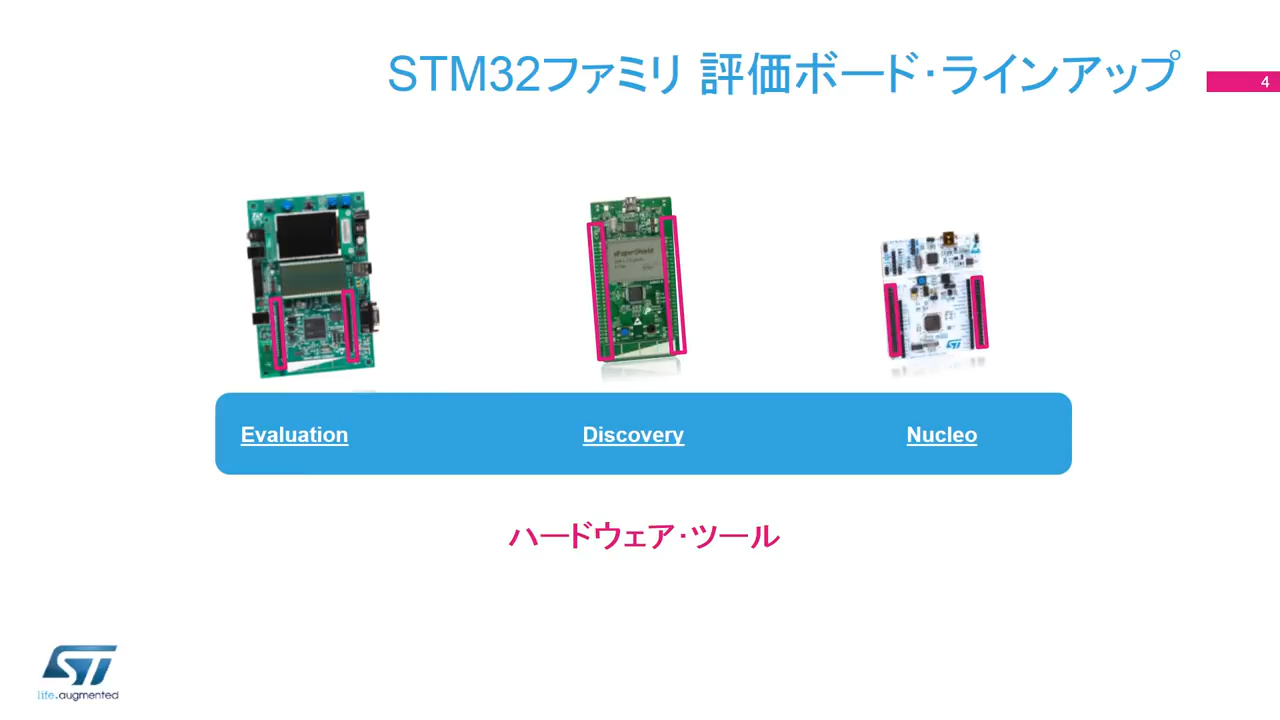 STM32ファミリ 評価ボード・ラインアップ
4
Evaluation
Discovery
Nucleo
ハードウェア・ツール
ST
life.augmented